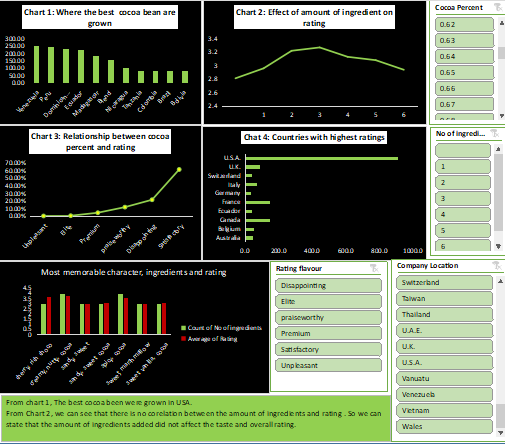 Chart 1: Where the best cocoa bean are
grown
300.00
250.00
200.00
150.00
100.00
50.00
0.00
Venezuela
Peru
Dominican...
Ecuador
Madagascar
Blend
Nicaragua
Tanzania
Colombia
Brazil
Bolivia
Chart 2: Effect of amount of ingredient on
rating
3.4
3.2
3
2.8
2.6
2.4
1 2 3 4 5 6
Cocoa Percent
0.62
0.63
0.64
0.65
0.66
0.67
0.68
Chart 3: Relationship between cocoa
percent and rating
70.00%
60.00%
50.00%
40.00%
30.00%
20.00%
10.00%
0.00%
Unpleasant
Elite
Premium
praiseworthy
Disappointing
Satisfactory
Chat 4: Countries with highest ratings
U.S.A.
U.K.
Switzerland
Italy
Germany
France
Ecuador
Canada
Belgium
Australia
0.0 200.0 400.0 600.0 800.0 1000.0
No of ingredi...
1
2
3
4
5
6
Most memorable character, ingredients and rating
4.5
4
3.5
3
2.5
2
1.5
1
0.5
0
spicy cocoa
Count of No of ingredients
Average of Rating
Rating flavour
Disappointing
Elite
praiseworthy
Premium
Satisfactory
Unpleasant
Company Location
Switzerland
Taiwan
Thailand
U.A.E.
U.K.
U.S.A.
Vanuatu
Venezuela
Vietnam
Wales
From chart 1, The best cocoa been were grown in USA.
From Chart 2, we can see that there is no correlation between the amount of ingredients and rating . So we can
state that the amount of ingredients added did not affect the taste and overall rating.